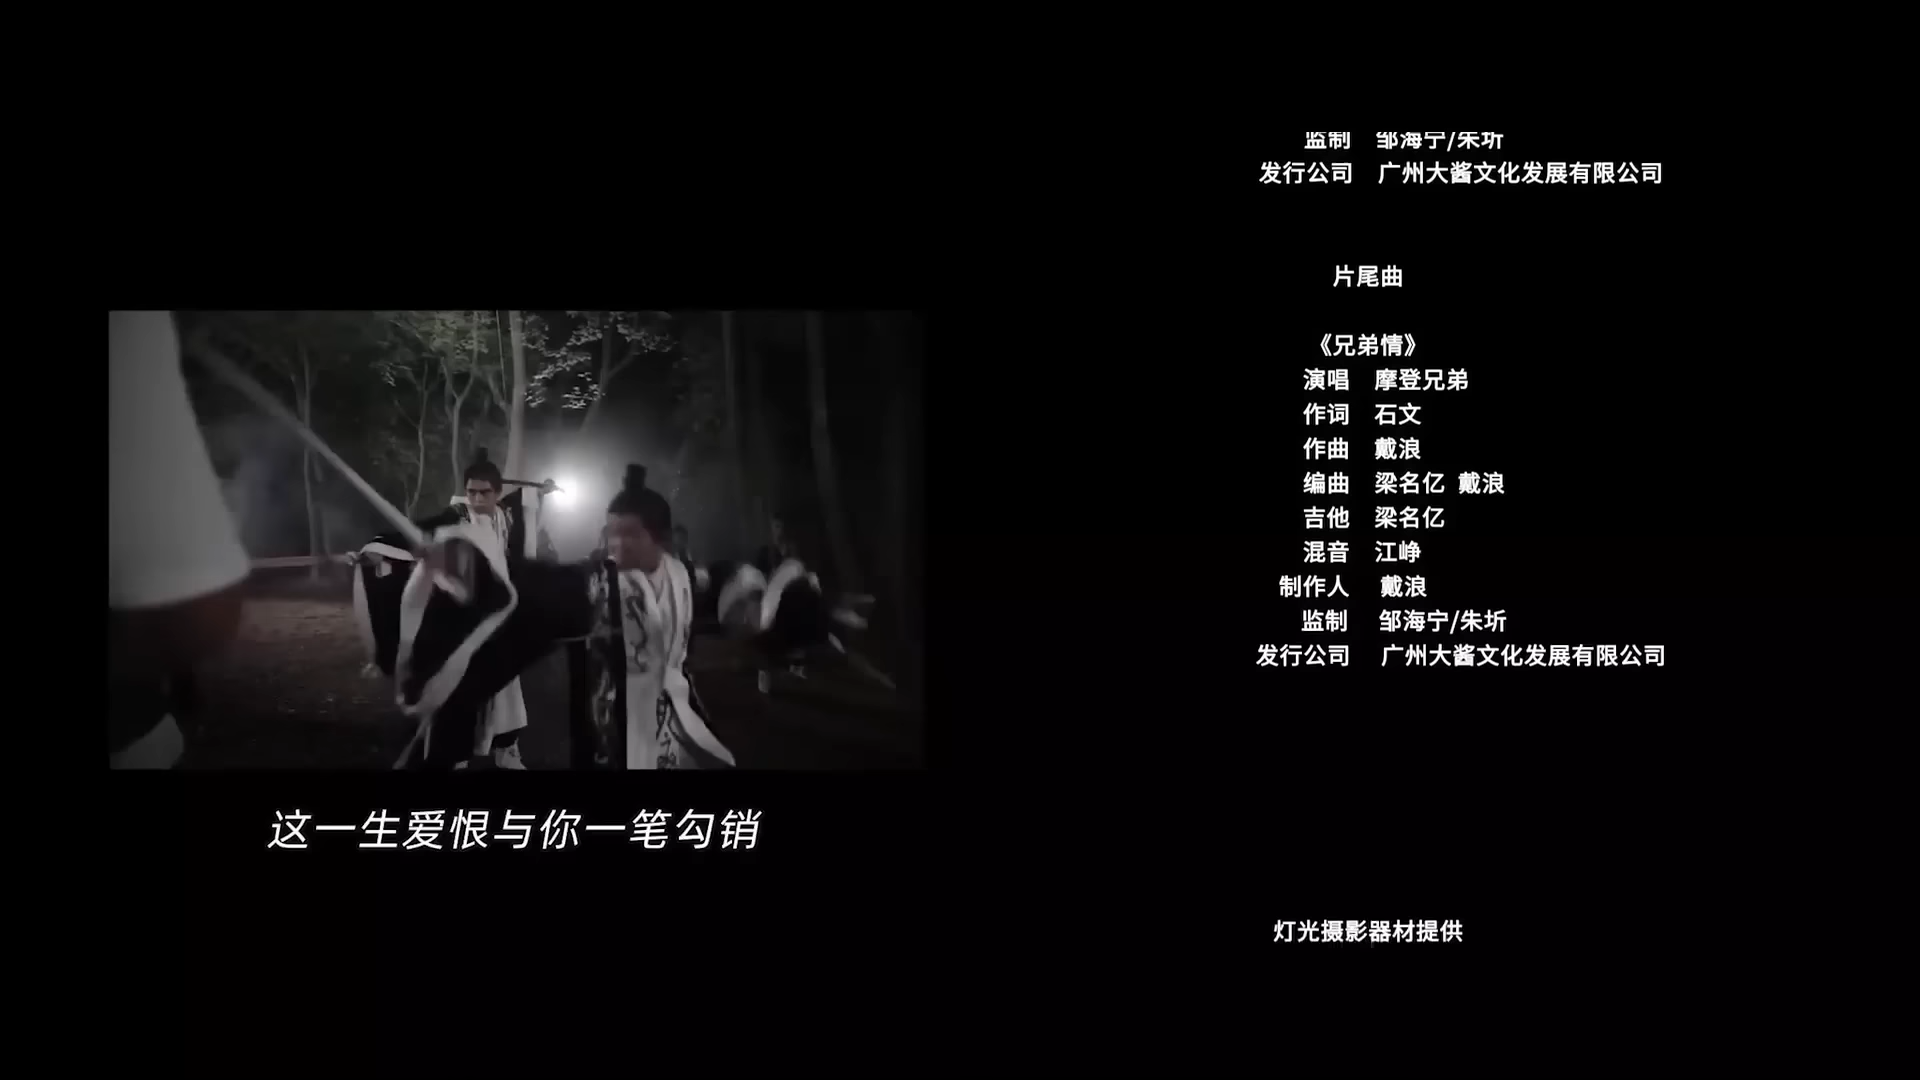 监制 邹海宁/朱圻
发行公司 广州大酱文化发展有限公司
片尾曲
《兄弟情》
演唱 摩登兄弟
作词 石文
作曲 戴浪
编曲 梁名亿 戴浪
吉他 梁名亿
混音 江峥
制作人 戴浪
监制 邹海宁/朱圻
发行公司 广州大酱文化发展有限公司
这一生爱恨与你一笔勾销
灯光摄影器材提供